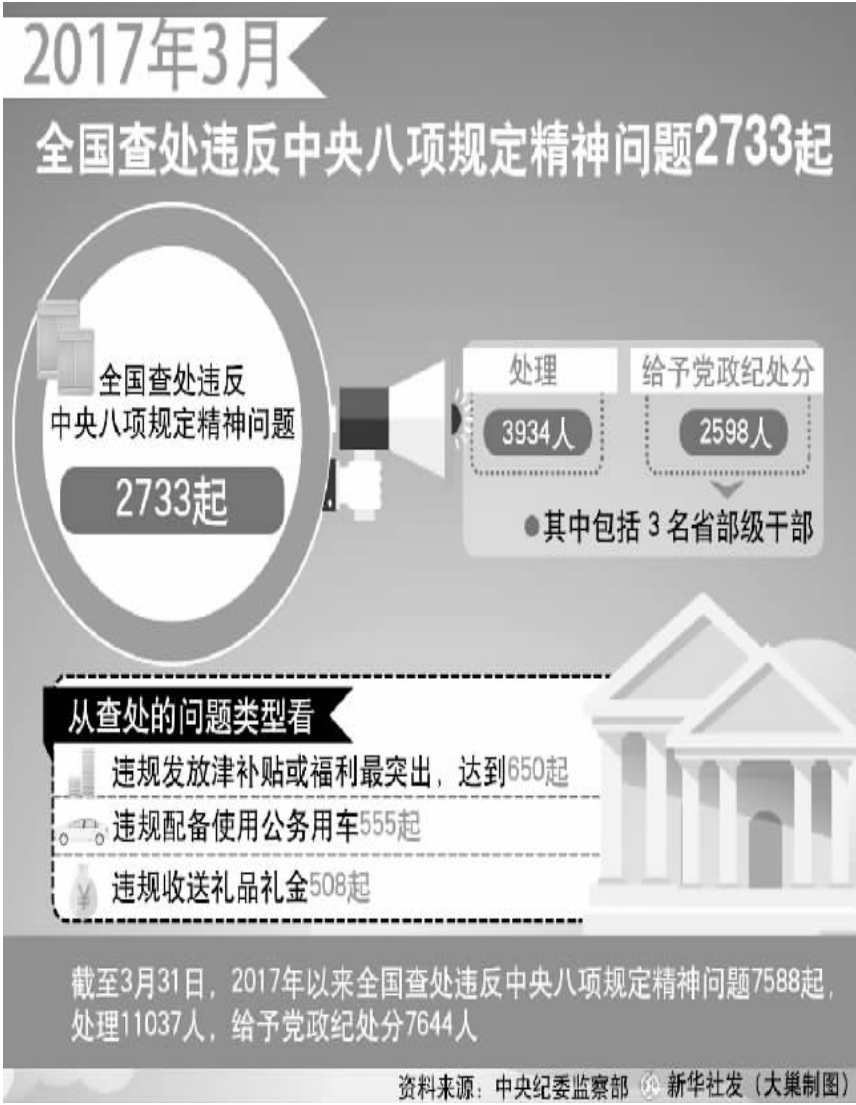 2017年3月
全国查处违反中央八项规定精神问题2733起
全国查处违反
中央八项规定精神问题
2733起
处理
3934人
给予党政纪处分
2598人
●其中包括3名省部级干部
从查处的问题类型看
违规发放津补贴或福利最突出，达到650起
违规配备使用公务用车555起
¥
违规收送礼品礼金508起
截至3月31日，2017年以来全国查处违反中央八项规定精神问题7588起，
处理11037人，给予党政纪处分7644人
资料来源：中央纪委监察部 新华社发（大巢制图）